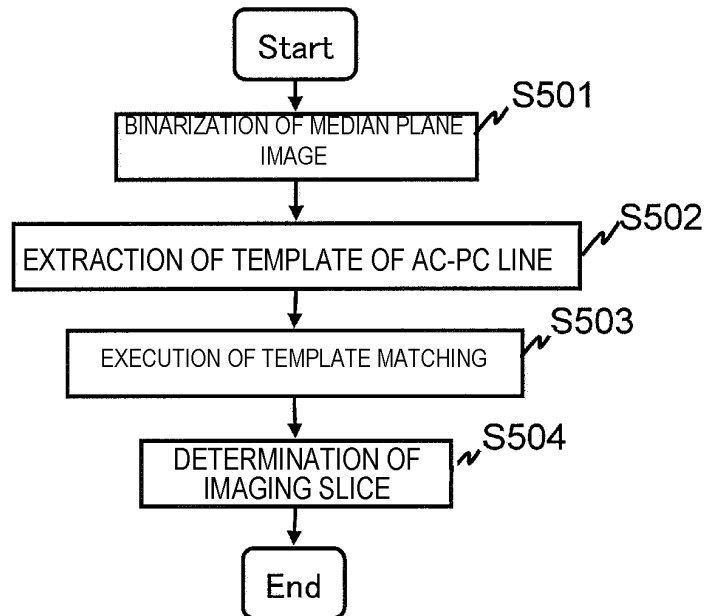 Start
S501
BINARIZATION OF MEDIAN PLANE
IMAGE
S502
EXTRACTION OF TEMPLATE OF AC-PC LINE
S503
EXECUTION OF TEMPLATE MATCHING
S504
DETERMINATION OF
IMAGING SLICE
End